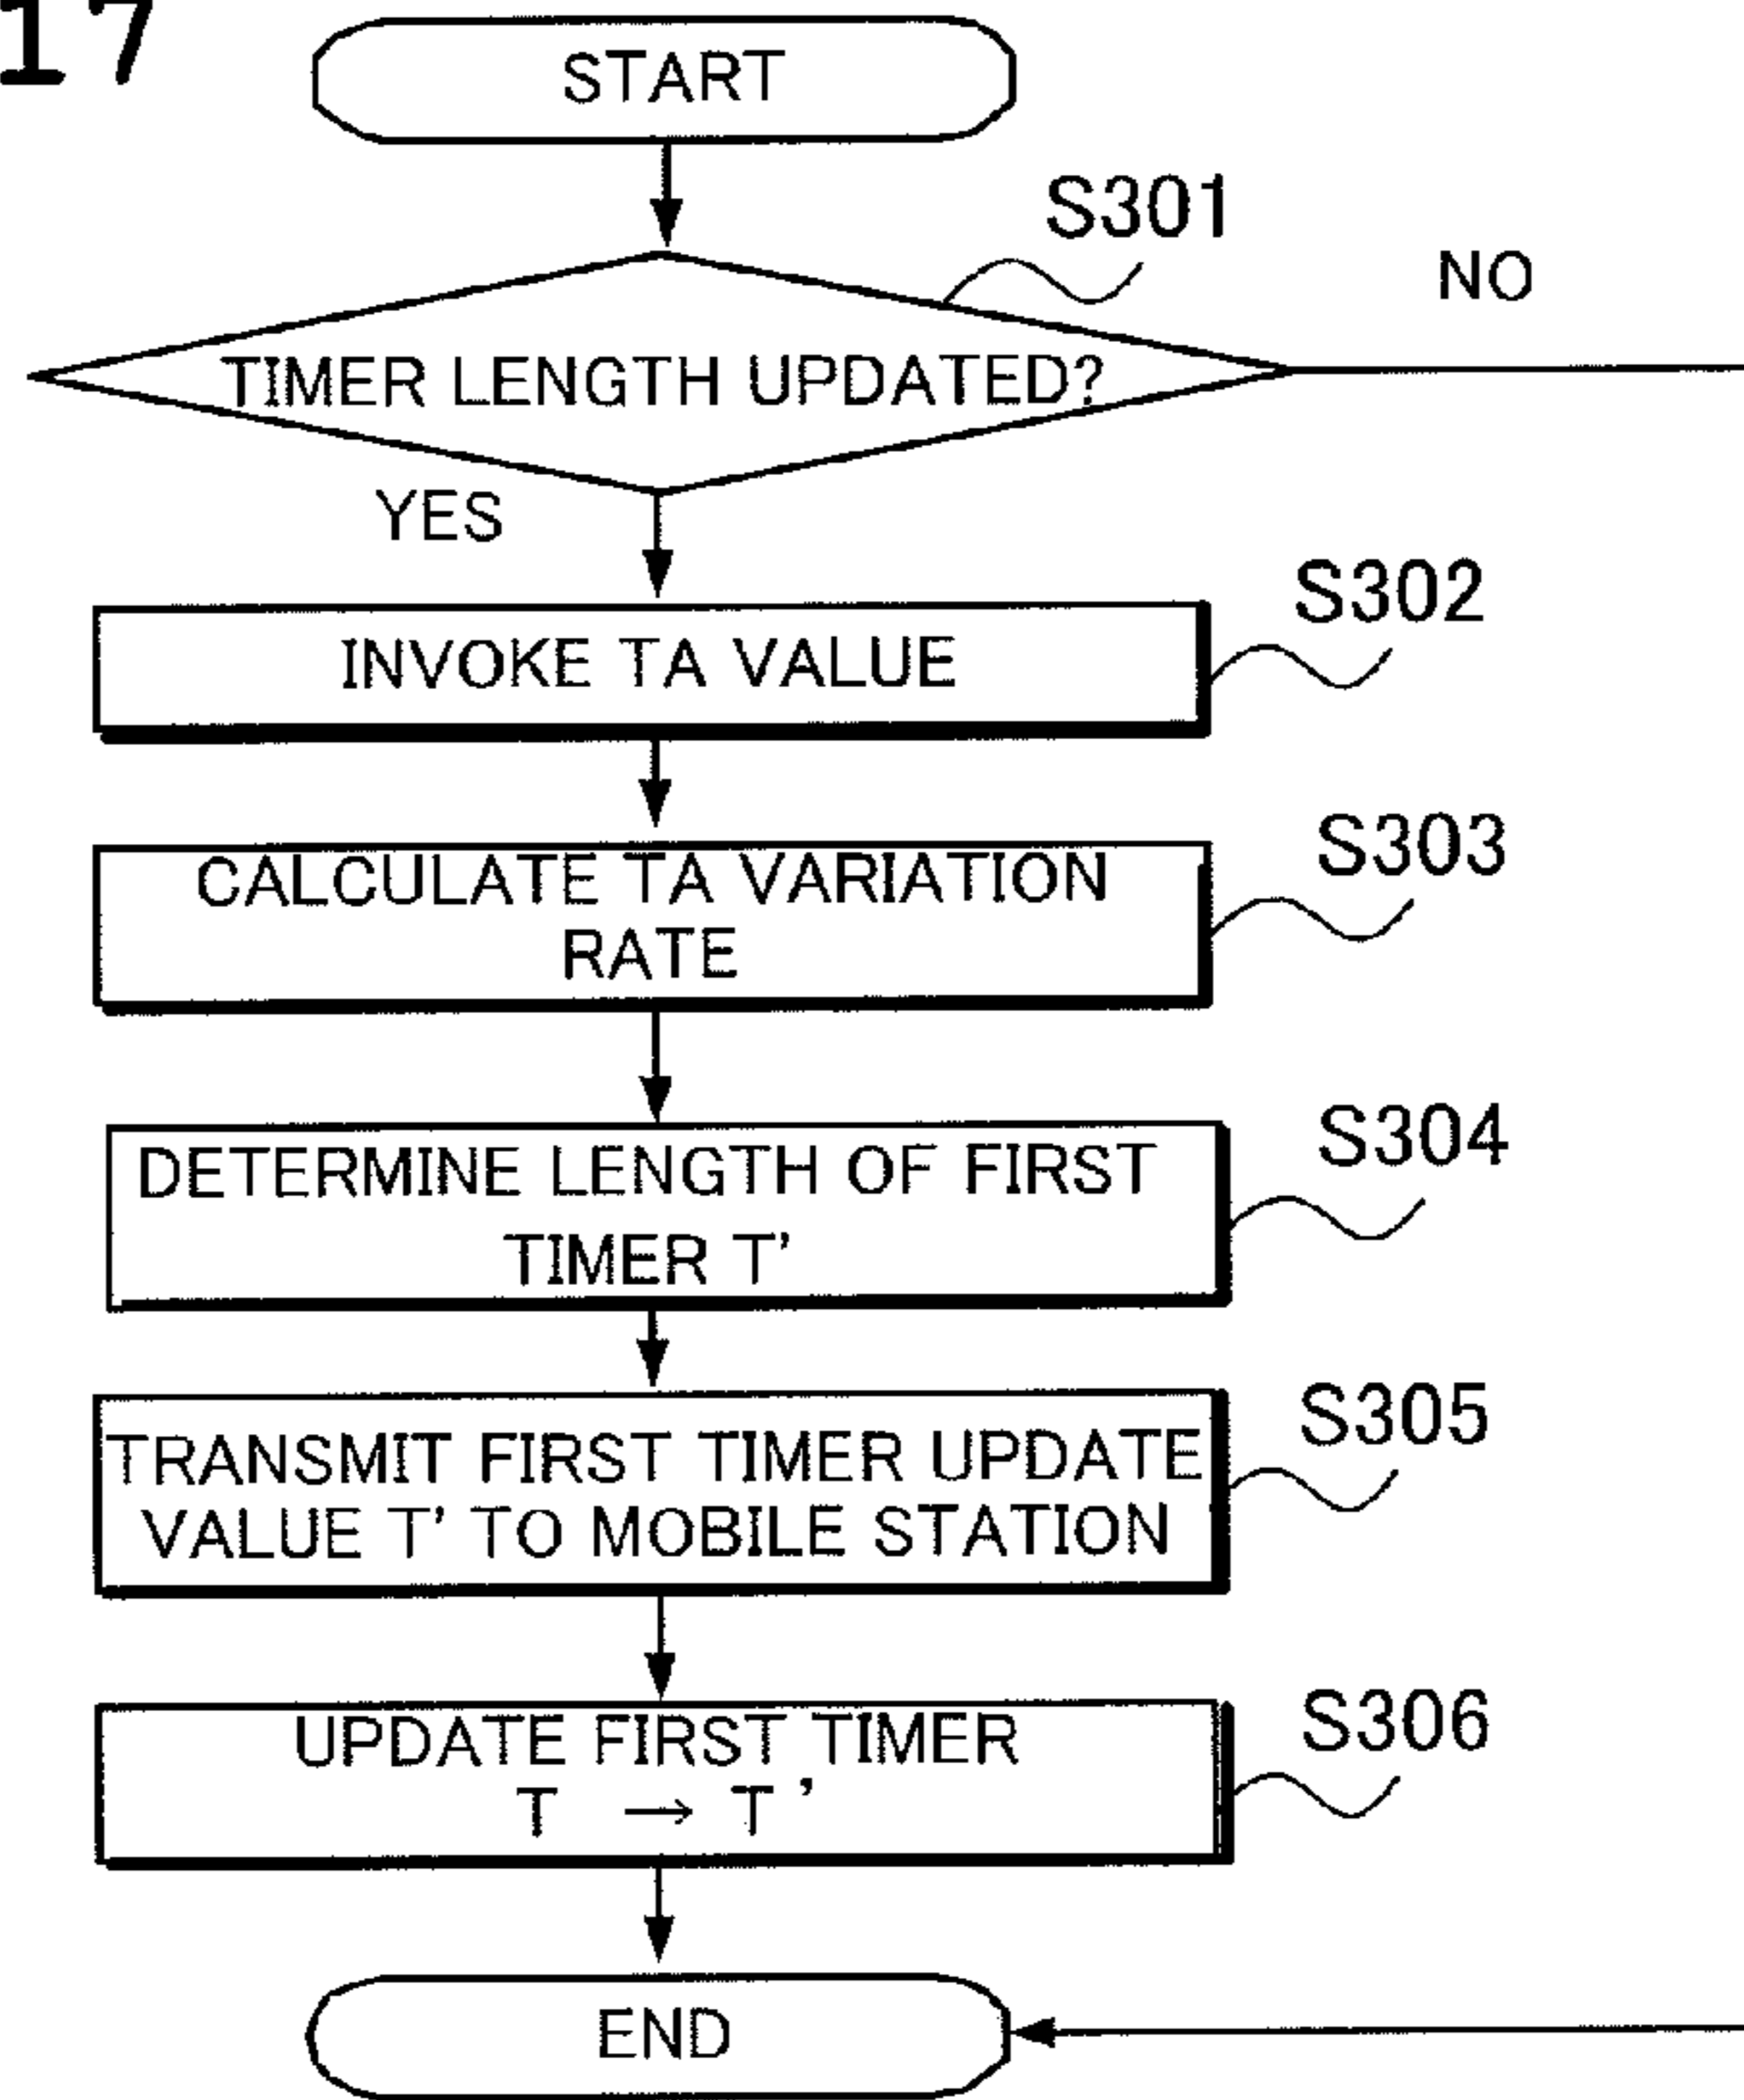 17
START
S301
NO
TIMER LENGTH UPDATED?
YES
S302
INVOKE TA VALUE
S303
CALCULATE TA VARIATION
RATE
S304
DETERMINE LENGTH OF FIRST
TIMER T'
S305
TRANSMIT FIRST TIMER UPDATE
VALUE T' TO MOBILE STATION
S306
UPDATE FIRST TIMER
T → T'
END